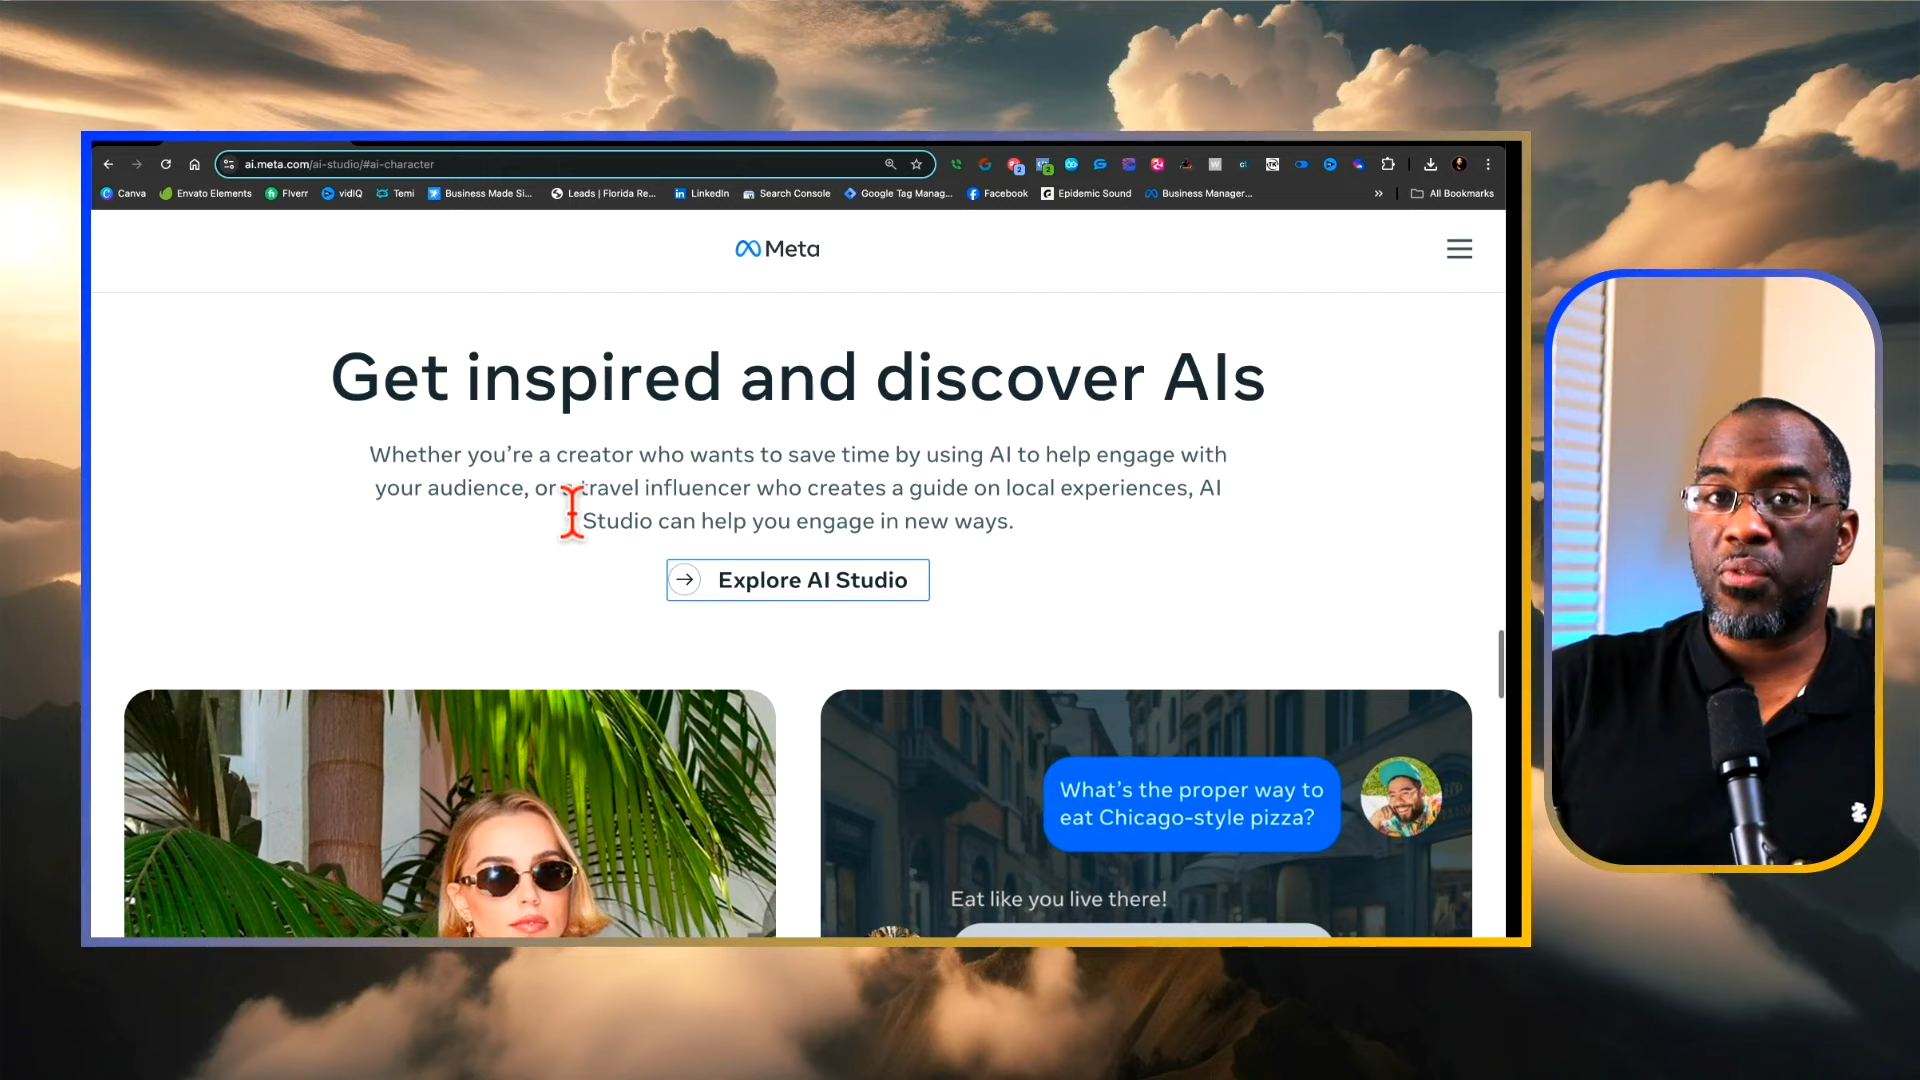 ai.meta.com/ai-studio/#ai-character
Canva
Envato Elements
Fiverr
vidIQ
Temi
Business Made Si...
Leads | Florida Re...
LinkedIn
Search Console
Google Tag Manag...
Facebook
Epidemic Sound
Business Manager...
»
All Bookmarks
Meta
Get inspired and discover AIs
Whether you're a creator who wants to save time by using AI to help engage with
your audience, or a travel influencer who creates a guide on local experiences, AI
Studio can help you engage in new ways.
Explore AI Studio
What's the proper way to
eat Chicago-style pizza?
Eat like you live there!